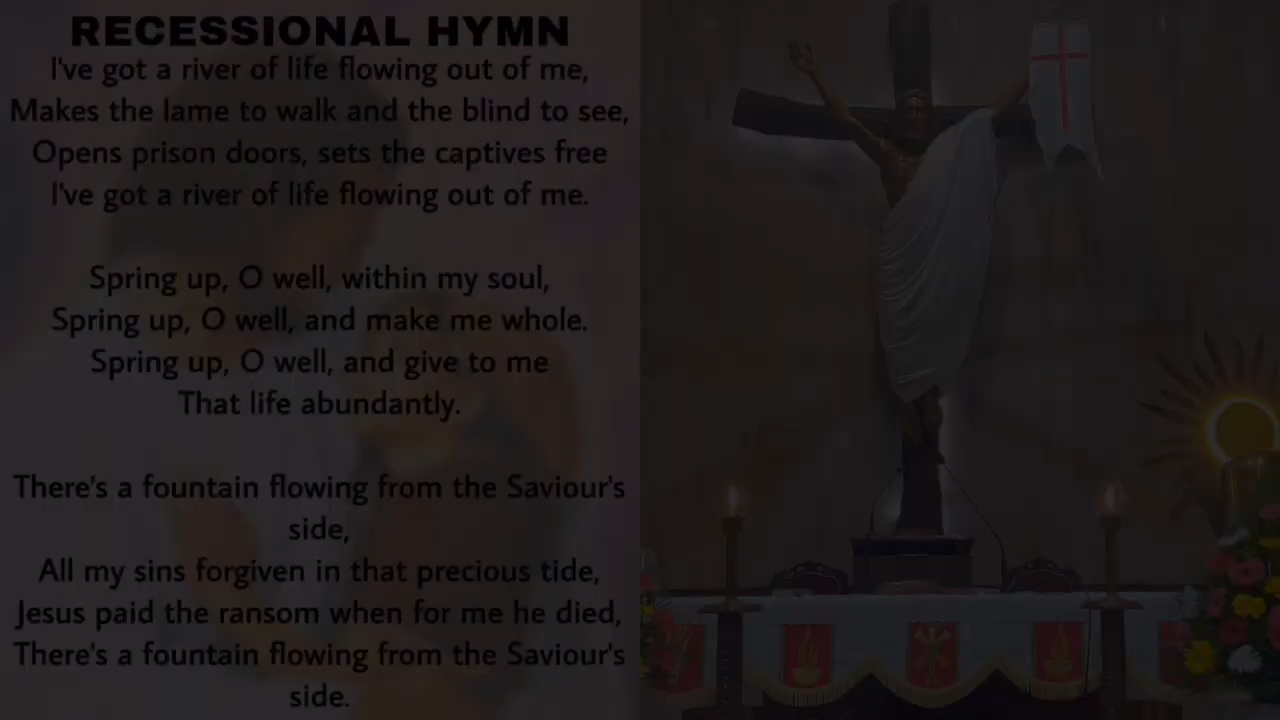 RECESSIONAL HYMN
I've got a river of life flowing out of me,
Makes the lame to walk and the blind to see,
Opens prison doors, sets the captives free
I've got a river of life flowing out of me.
Spring up, O well, within my soul,
Spring up, O well, and make me whole.
Spring up, O well, and give to me
That life abundantly.
There's a fountain flowing from the Saviour's
side,
All my sins forgiven in that precious tide,
Jesus paid the ransom when for me he died,
There's a fountain flowing from the Saviour's
side.